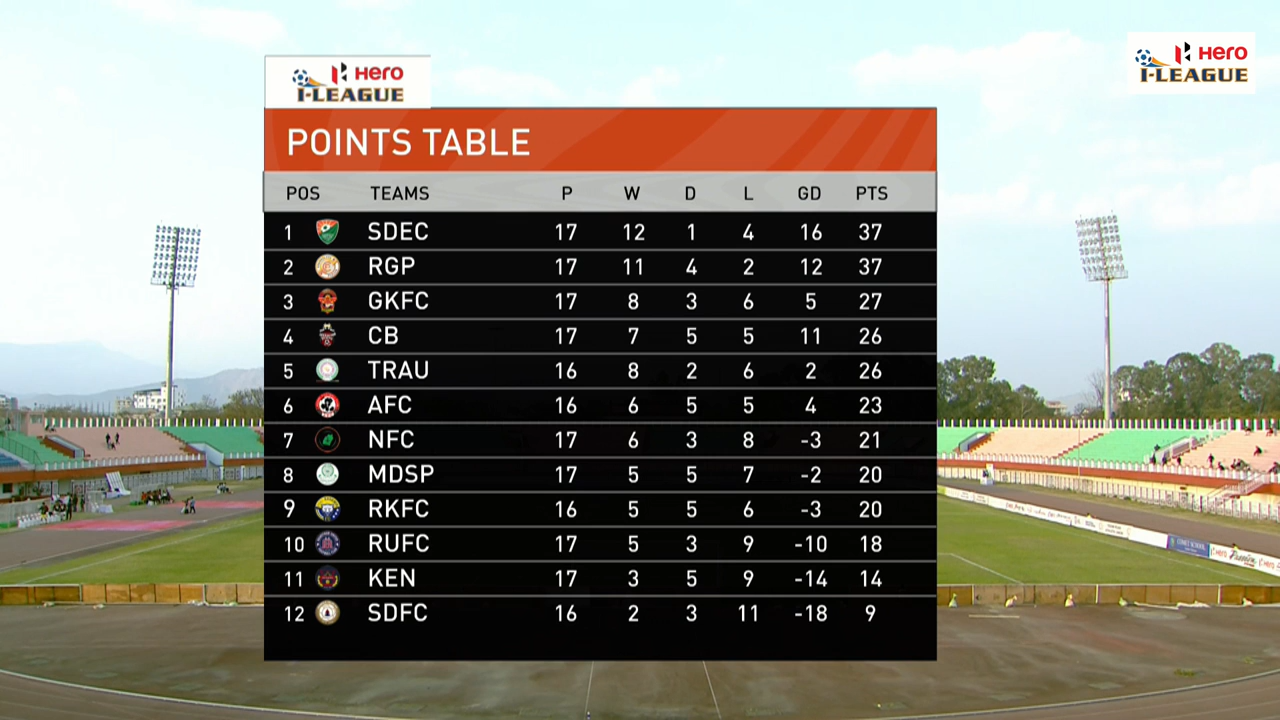 Hero
I-LEAGUE
Hero
I-LEAGUE
POINTS TABLE
POS TEAMS P W D L GD PTS
1 SDEC 17 12 1 4 16 37
2 RGP 17 11 4 2 12 37
3 GKFC 17 8 3 6 5 27
4 CB 17 7 5 5 11 26
5 TRAU 16 8 2 6 2 26
6 AFC 16 6 5 5 4 23
7 NFC 17 6 3 8 -3 21
8 MDSP 17 5 5 7 -2 20
9 RKFC 16 5 5 6 -3 20
10 RUFC 17 5 3 9 -10 18
11 KEN 17 3 5 9 -14 14
12 SDFC 16 2 3 11 -18 9
Hero